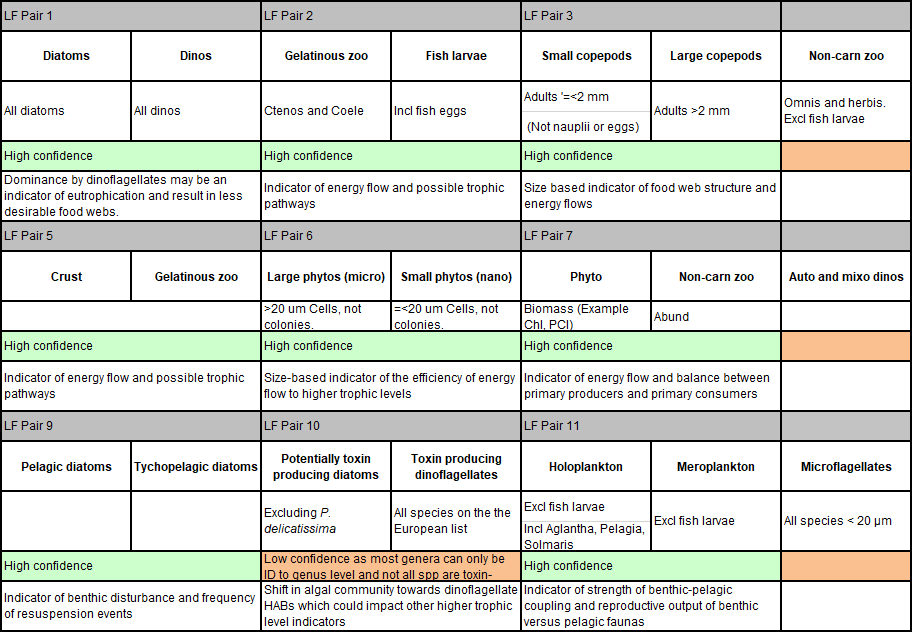 LF Pair 1 LF Pair 2 LF Pair 3
Diatoms Dinos Gelatinous zoo Fish larvae Small copepods Large copepods Non-carn zoo
All diatoms All dinos Ctenos and Coele Incl fish eggs Adults '=<2 mm Adults >2 mm Omnis and herbis.
(Not nauplii or eggs) Excl fish larvae
High confidence High confidence High confidence
Dominance by dinoflagellates may be an
indicator of eutrophication and result in less
desirable food webs.
Indicator of energy flow and possible trophic
pathways
Size based indicator of food web structure and
energy flows
LF Pair 5 LF Pair 6 LF Pair 7
Crust Gelatinous zoo Large phytos (micro) Small phytos (nano) Phyto Non-carn zoo Auto and mixo dinos
>20 um Cells, not
colonies.
=<20 um Cells, not
colonies.
Biomass (Example
Chl, PCI)
Abund
High confidence High confidence High confidence
Indicator of energy flow and possible trophic
pathways
Size-based indicator of the efficiency of energy
flow to higher trophic levels
Indicator of energy flow and balance between
primary producers and primary consumers
LF Pair 9 LF Pair 10 LF Pair 11
Pelagic diatoms Tychopelagic diatoms
Potentially toxin
producing diatoms
Toxin producing
dinoflagellates
Holoplankton Meroplankton Microflagellates
Excluding P.
delicatissima
All species on the the
European list
Excl fish larvae
Incl Aglantha, Pelagia,
Solmaris
Excl fish larvae
All species < 20 µm
High confidence
Low confidence as most genera can only be
ID to genus level and not all spp are toxin-
High confidence
Indicator of benthic disturbance and frequency
of resuspension events
Shift in algal community towards dinoflagellate
HABs which could impact other higher trophic
level indicators
Indicator of strength of benthic-pelagic
coupling and reproductive output of benthic
versus pelagic faunas